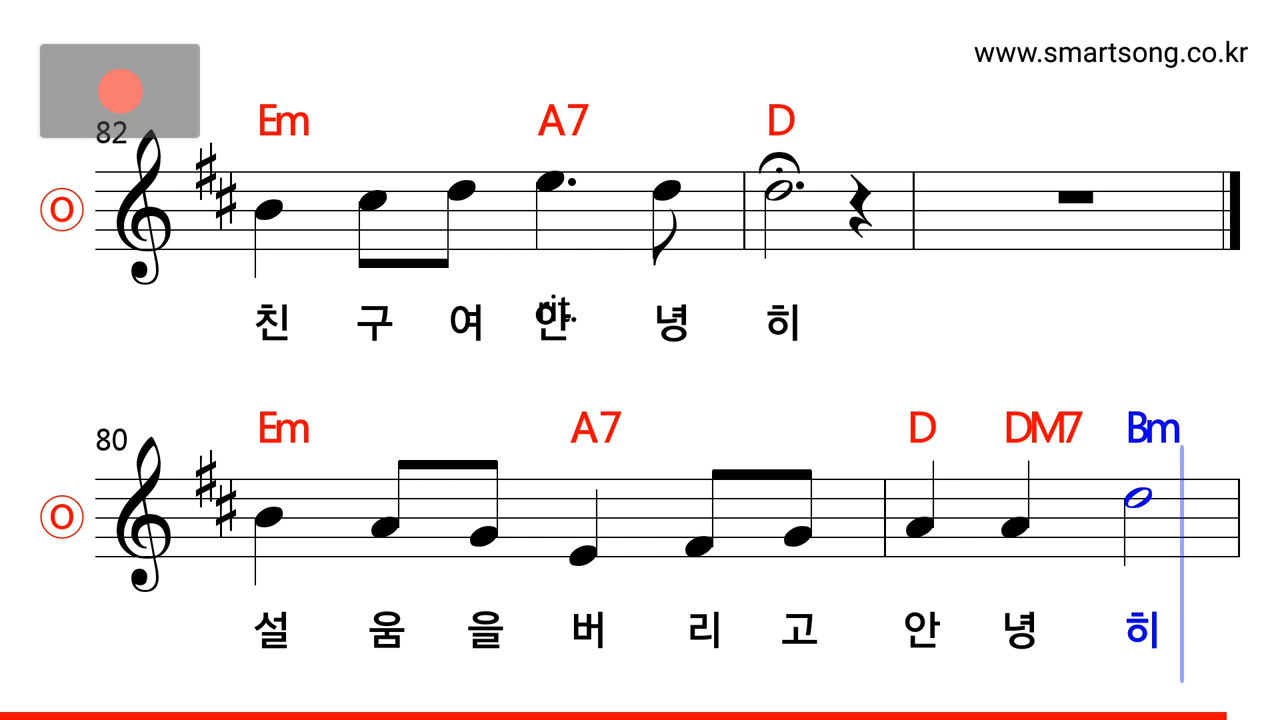 www.smartsong.co.kr
Em A7 D
82
O
rit.
친 구 여 안 녕 히
Em A7 D DM7 Bm
80
O
설 움 을 버 리 고 안 녕 히